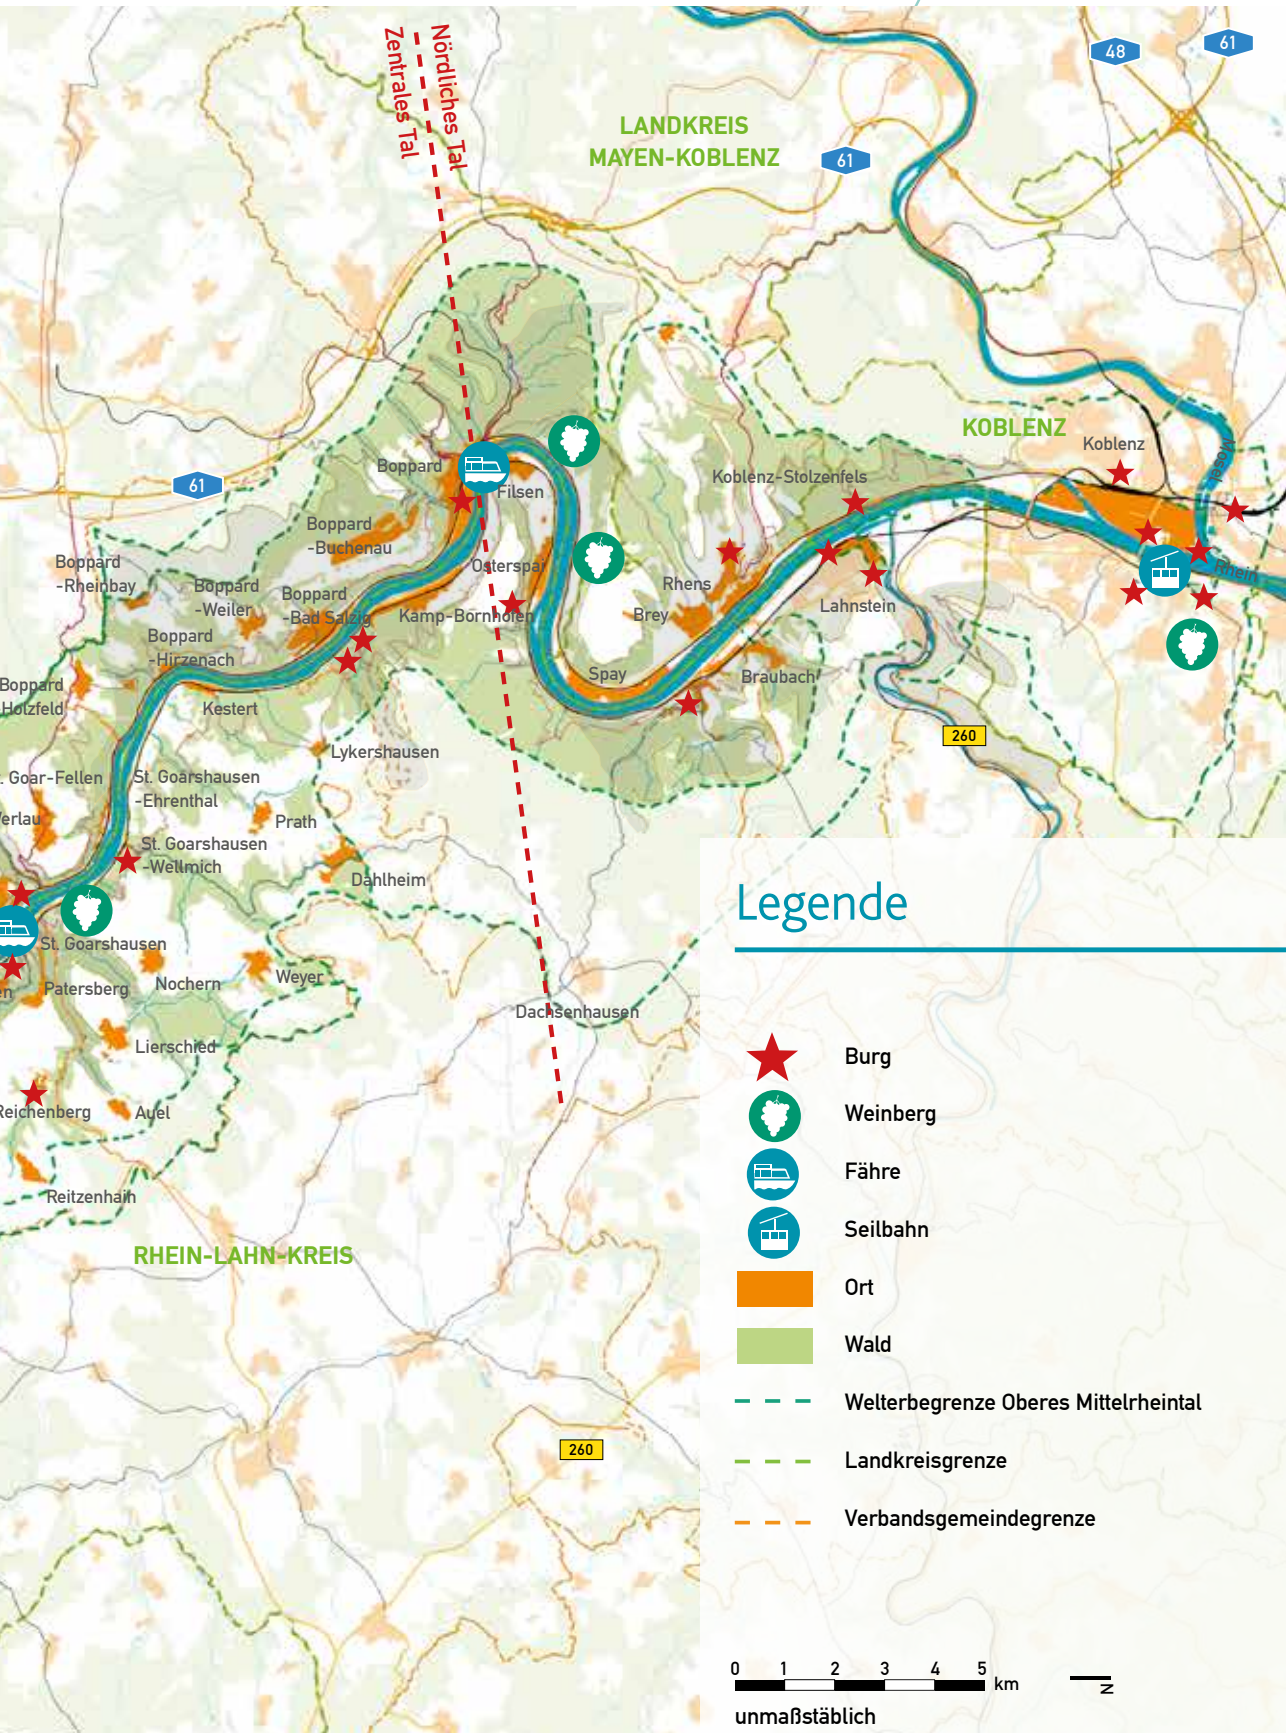 Nördliches Tal
Zentrales Tal
48
61
LANDKREIS
MAYEN-KOBLENZ
61
KOBLENZ
Koblenz
Mosel
Boppard
Koblenz-Stolzenfels
61
Filsen
Boppard
-Buchenau
Osterspai
Rhein
Boppard
-Rheinbay
Boppard
-Weiler
Boppard
-Bad Salzig
Rhens
Kamp-Bornhofen
Brey
Lahnstein
Boppard
-Hirzenach
Spay
Braubach
Boppard
Holzfeld
Kestert
260
Lykershausen
. Goar-Fellen
St. Goarshausen
-Ehrenthal
erlau
Prath
St. Goarshausen
-Wellmich
Dahlheim
St. Goarshausen
en
Patersberg
Nochern
Weyer
Dachsenhausen
Lierschied
Reichenberg
Auel
Reitzenhain
RHEIN-LAHN-KREIS
260
Legende
Burg
Weinberg
Fähre
Seilbahn
Ort
Wald
Welterbegrenze Oberes Mittelrheintal
Landkreisgrenze
Verbandsgemeindegrenze
0 1 2 3 4 5 km
N
unmaßstäblich